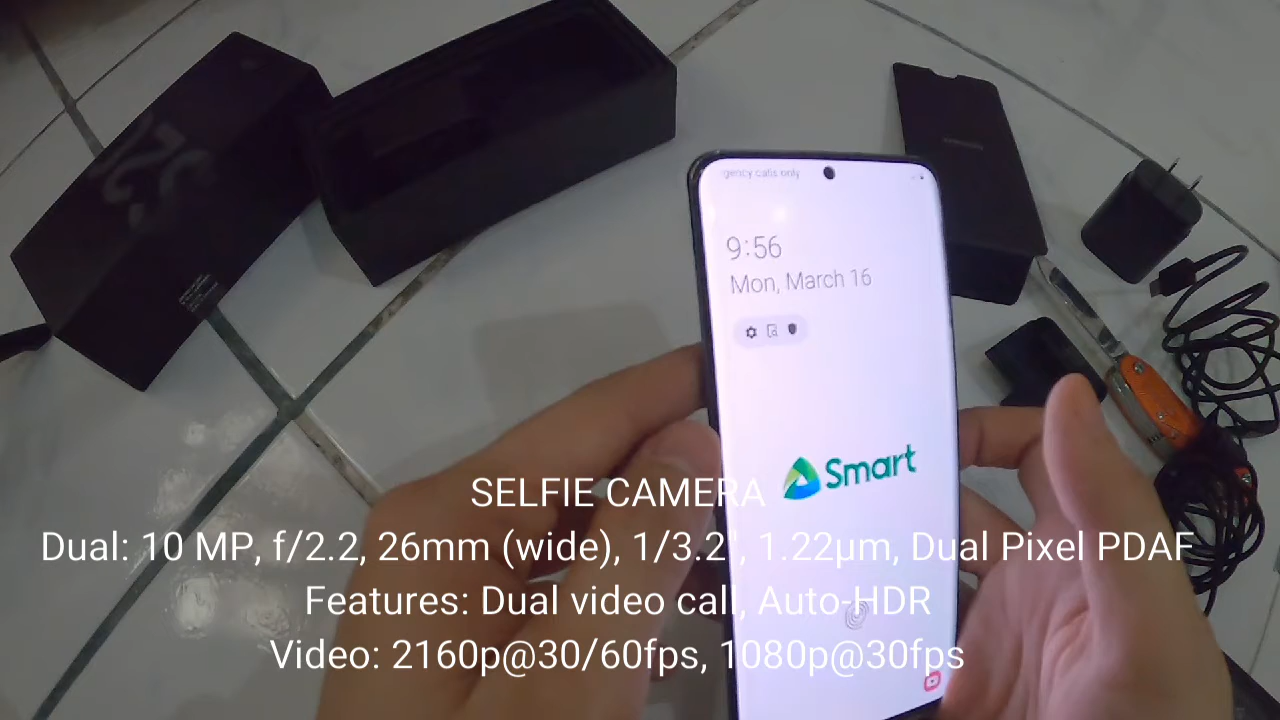 gency calls only
9:56
Mon, March 16
Smart
SELFIE CAMERA
Dual: 10 MP, f/2.2, 26mm (wide), 1/3.2", 1.22µm, Dual Pixel PDAF
Features: Dual video call, Auto-HDR
Video: 2160p@30/60fps, 1080p@30fps